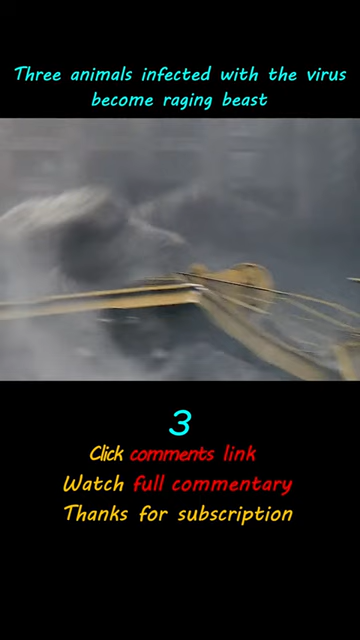 Three animals infected with the virus
become raging beast
3
Click comments link
Watch full commentary
Thanks for subscription